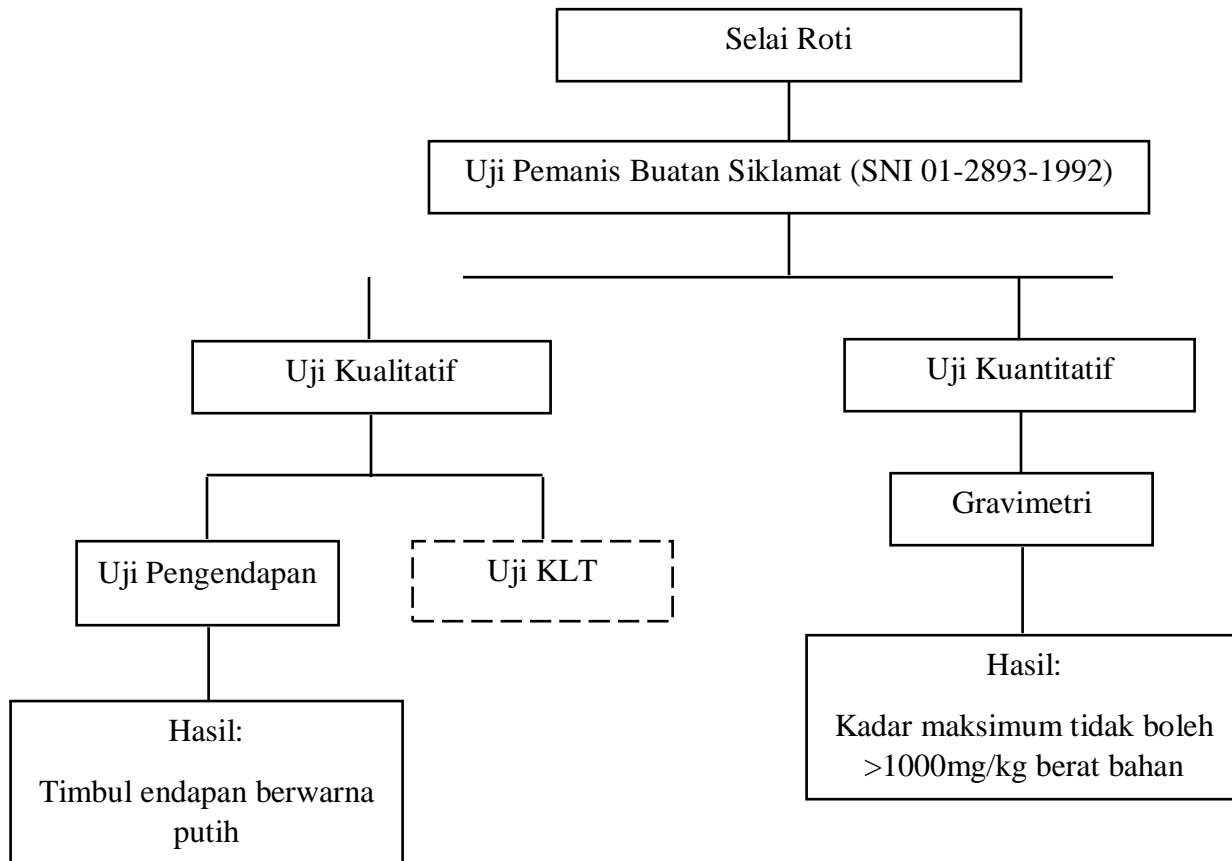 Selai Roti
Uji Pemanis Buatan Siklamat (SNI 01-2893-1992)
Uji Kualitatif
Uji Kuantitatif
Uji Pengendapan
Uji KLT
Gravimetri
Hasil:
Timbul endapan berwarna
putih
Hasil:
Kadar maksimum tidak boleh
>1000mg/kg berat bahan